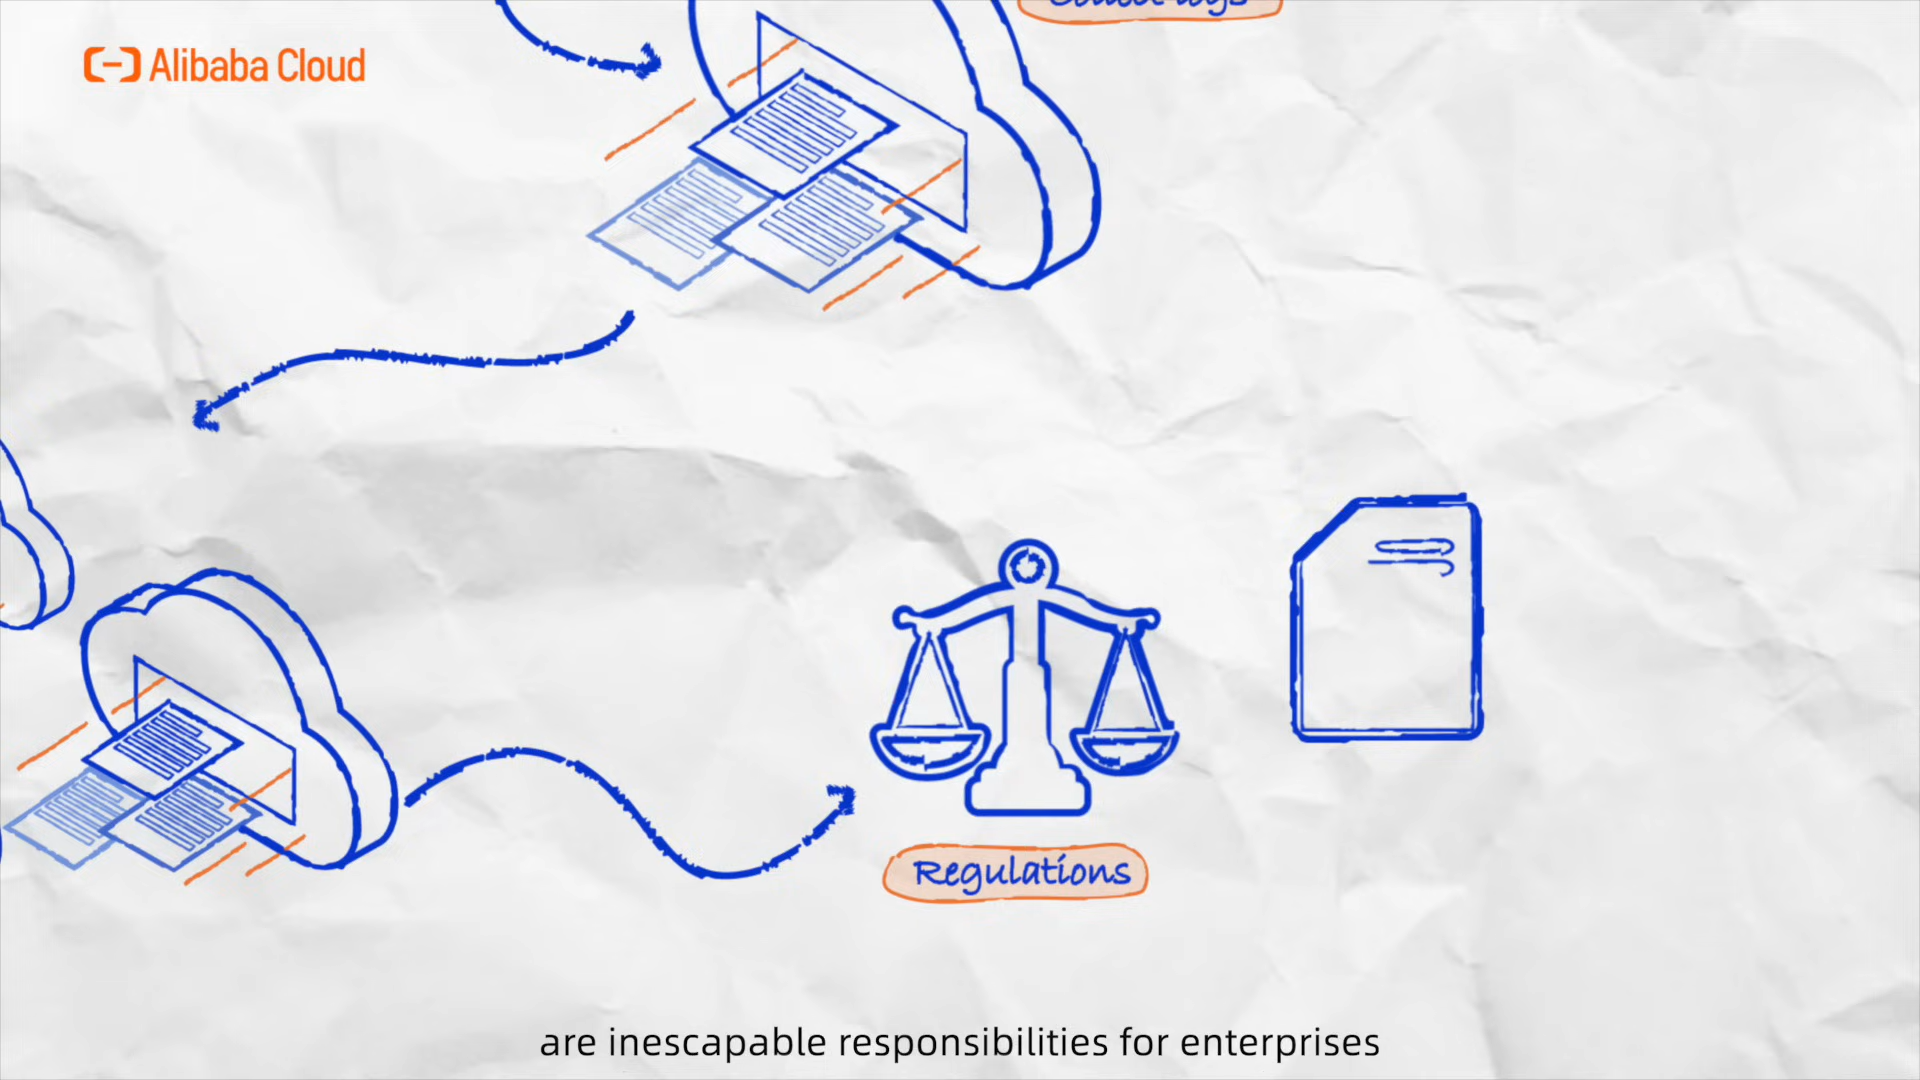 Alibaba Cloud
Regulations
are inescapable responsibilities for enterprises